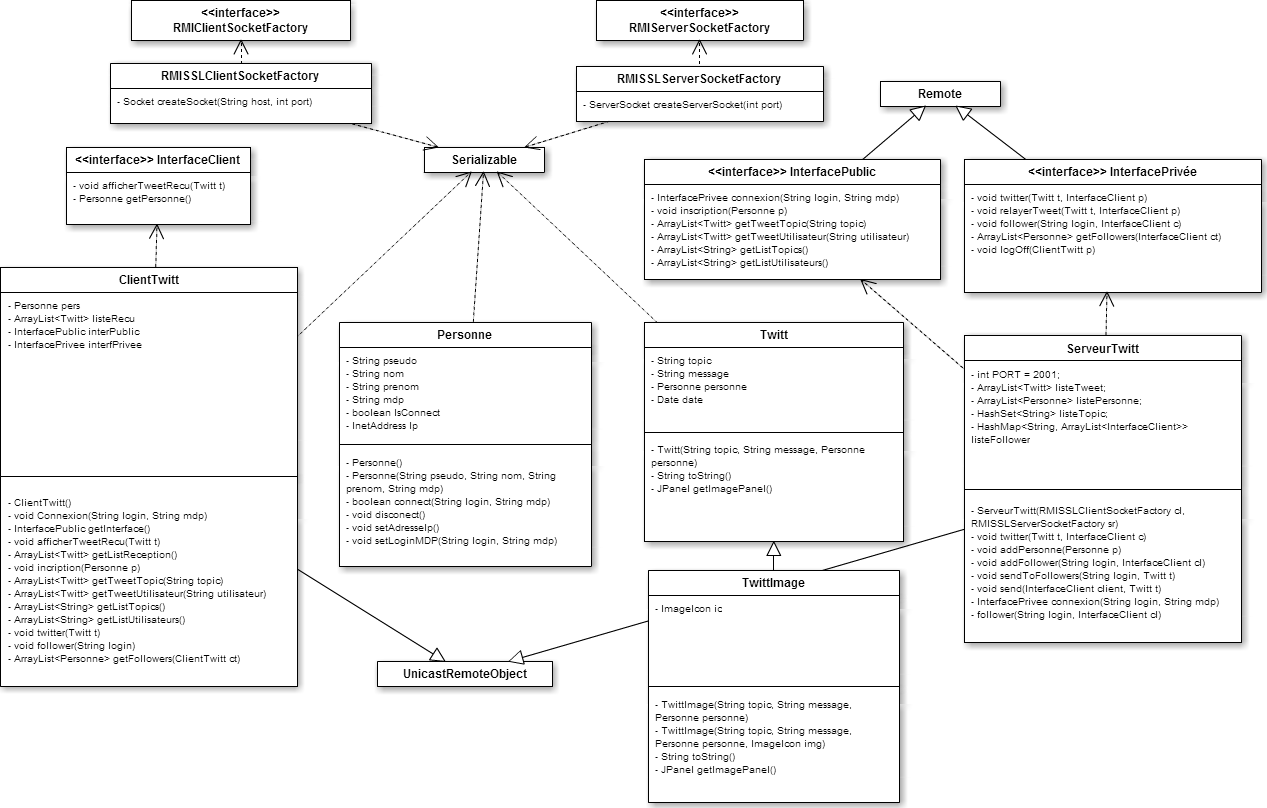 <<interface>>
RMIClientSocketFactory
<<interface>>
RMIServerSocketFactory
RMISSLClientSocketFactory
- Socket createSocket(String host, int port)
RMISSLServerSocketFactory
- ServerSocket createServerSocket(int port)
Remote
<<interface>> InterfaceClient
- void afficherTweetRecu(Twitt t)
- Personne getPersonne()
Serializable
<<interface>> InterfacePublic
- InterfacePrivee connexion(String login, String mdp)
- void inscription(Personne p)
- ArrayList<Twitt> getTweetTopic(String topic)
- ArrayList<Twitt> getTweetUtilisateur(String utilisateur)
- ArrayList<String> getListTopics()
- ArrayList<String> getListUtilisateurs()
<<interface>> InterfacePrivée
- void twitter(Twitt t, InterfaceClient p)
- void relayerTweet(Twitt t, InterfaceClient p)
- void follower(String login, InterfaceClient c)
- ArrayList<Personne> getFollowers(InterfaceClient ct)
- void logOff(ClientTwitt p)
ClientTwitt
- Personne pers
- ArrayList<Twitt> listeRecu
- InterfacePublic interPublic
- InterfacePrivee interfPrivee
- ClientTwitt()
- void Connexion(String login, String mdp)
- InterfacePublic getInterface()
- void afficherTweetRecu(Twitt t)
- ArrayList<Twitt> getListReception()
- void incription(Personne p)
- ArrayList<Twitt> getTweetTopic(String topic)
- ArrayList<Twitt> getTweetUtilisateur(String utilisateur)
- ArrayList<String> getListTopics()
- ArrayList<String> getListUtilisateurs()
- void twitter(Twitt t)
- void follower(String login)
- ArrayList<Personne> getFollowers(ClientTwitt ct)
Personne
- String pseudo
- String nom
- String prenom
- String mdp
- boolean IsConnect
- InetAddress Ip
- Personne()
- Personne(String pseudo, String nom, String
prenom, String mdp)
- boolean connect(String login, String mdp)
- void disconect()
- void setAdresseIp()
- void setLoginMDP(String login, String mdp)
Twitt
- String topic
- String message
- Personne personne
- Date date
- Twitt(String topic, String message, Personne
personne)
- String toString()
- JPanel getImagePanel()
ServeurTwitt
- int PORT = 2001;
- ArrayList<Twitt> listeTweet;
- ArrayList<Personne> listePersonne;
- HashSet<String> listeTopic;
- HashMap<String, ArrayList<InterfaceClient>>
listeFollower
- ServeurTwitt(RMISSLClientSocketFactory cl,
RMISSLServerSocketFactory sr)
- void twitter(Twitt t, InterfaceClient c)
- void addPersonne(Personne p)
- void addFollower(String login, InterfaceClient cl)
- void sendToFollowers(String login, Twitt t)
- void send(InterfaceClient client, Twitt t)
- InterfacePrivee connexion(String login, String mdp)
- follower(String login, InterfaceClient cl)
TwittImage
- ImageIcon ic
- TwittImage(String topic, String message,
Personne personne)
- TwittImage(String topic, String message,
Personne personne, ImageIcon img)
- String toString()
- JPanel getImagePanel()
UnicastRemoteObject